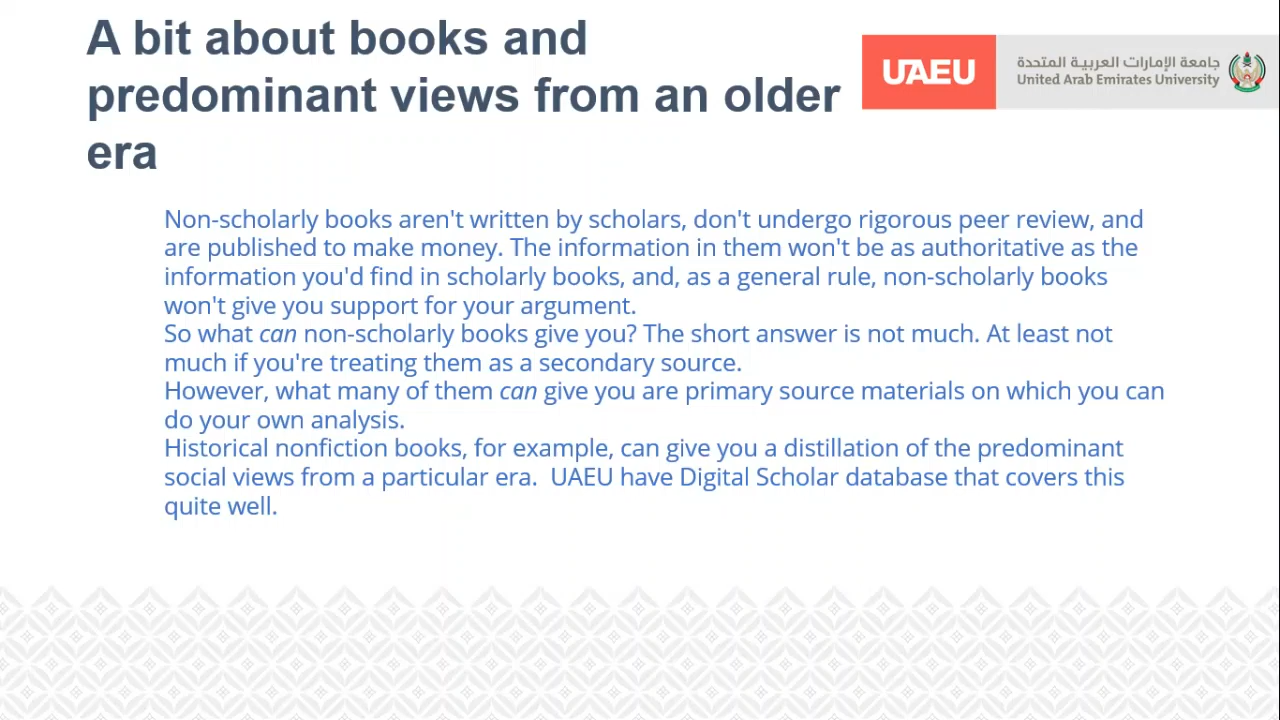 A bit about books and
predominant views from an older
era
UAEU
جامعة الإمارات العربية المتحدة
United Arab Emirates University
Non-scholarly books aren't written by scholars, don't undergo rigorous peer review, and
are published to make money. The information in them won't be as authoritative as the
information you'd find in scholarly books, and, as a general rule, non-scholarly books
won't give you support for your argument.
So what can non-scholarly books give you? The short answer is not much. At least not
much if you're treating them as a secondary source.
However, what many of them can give you are primary source materials on which you can
do your own analysis.
Historical nonfiction books, for example, can give you a distillation of the predominant
social views from a particular era.  UAEU have Digital Scholar database that covers this
quite well.